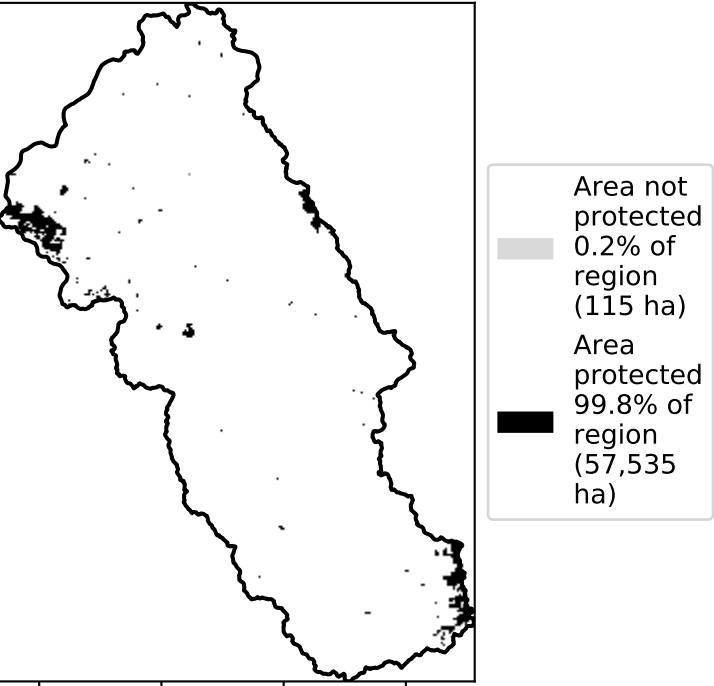 Area not
protected
0.2% of
region
(115 ha)
Area
protected
99.8% of
region
(57,535
ha)